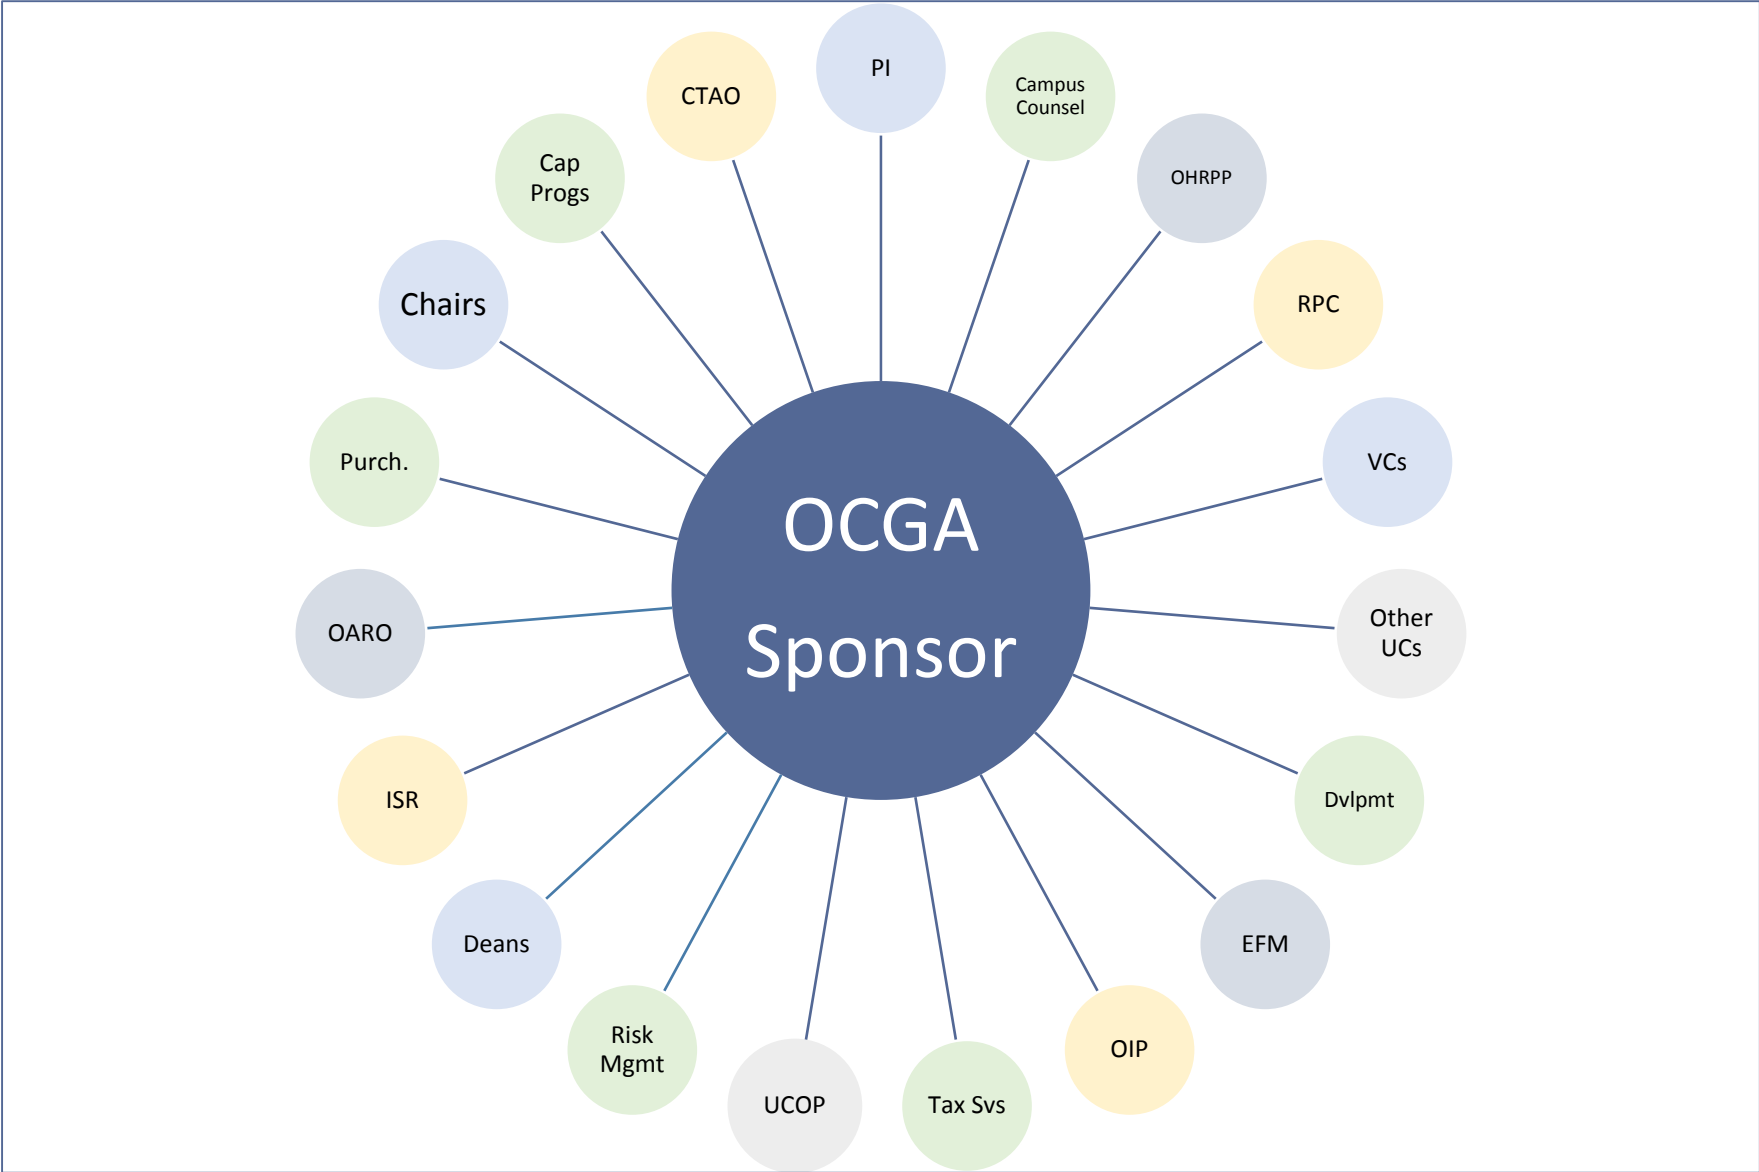 PI
Campus
Counsel
OHRPP
RPC
VCs
Other
UCs
Dvlpmt
EFM
OIP
Tax Svs
UCOP
Risk
Mgmt
Deans
ISR
OARO
Purch.
Chairs
Cap
Progs
CTAO
OCGA
Sponsor